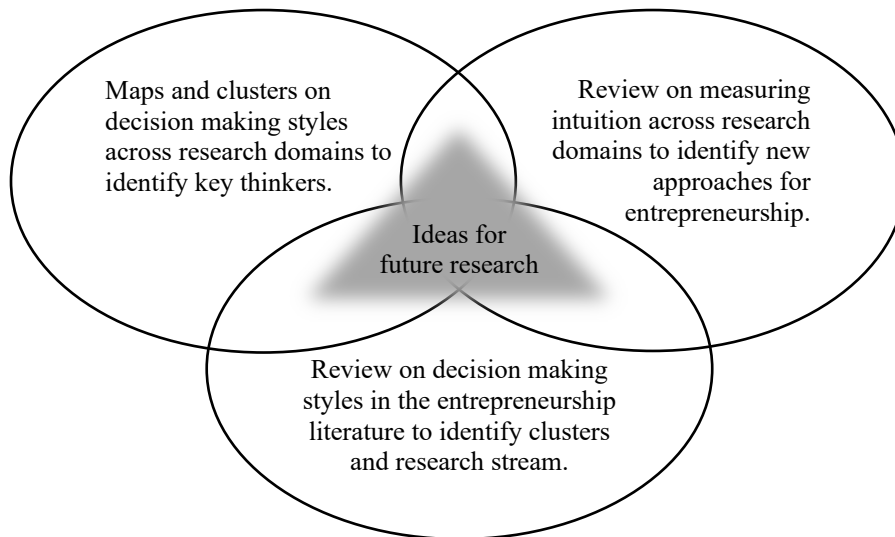 Maps and clusters on
decision making styles
across research domains to
identify key thinkers.
Review on measuring
intuition across research
domains to identify new
approaches for
entrepreneurship.
Ideas for
future research
Review on decision making
styles in the entrepreneurship
literature to identify clusters
and research stream.